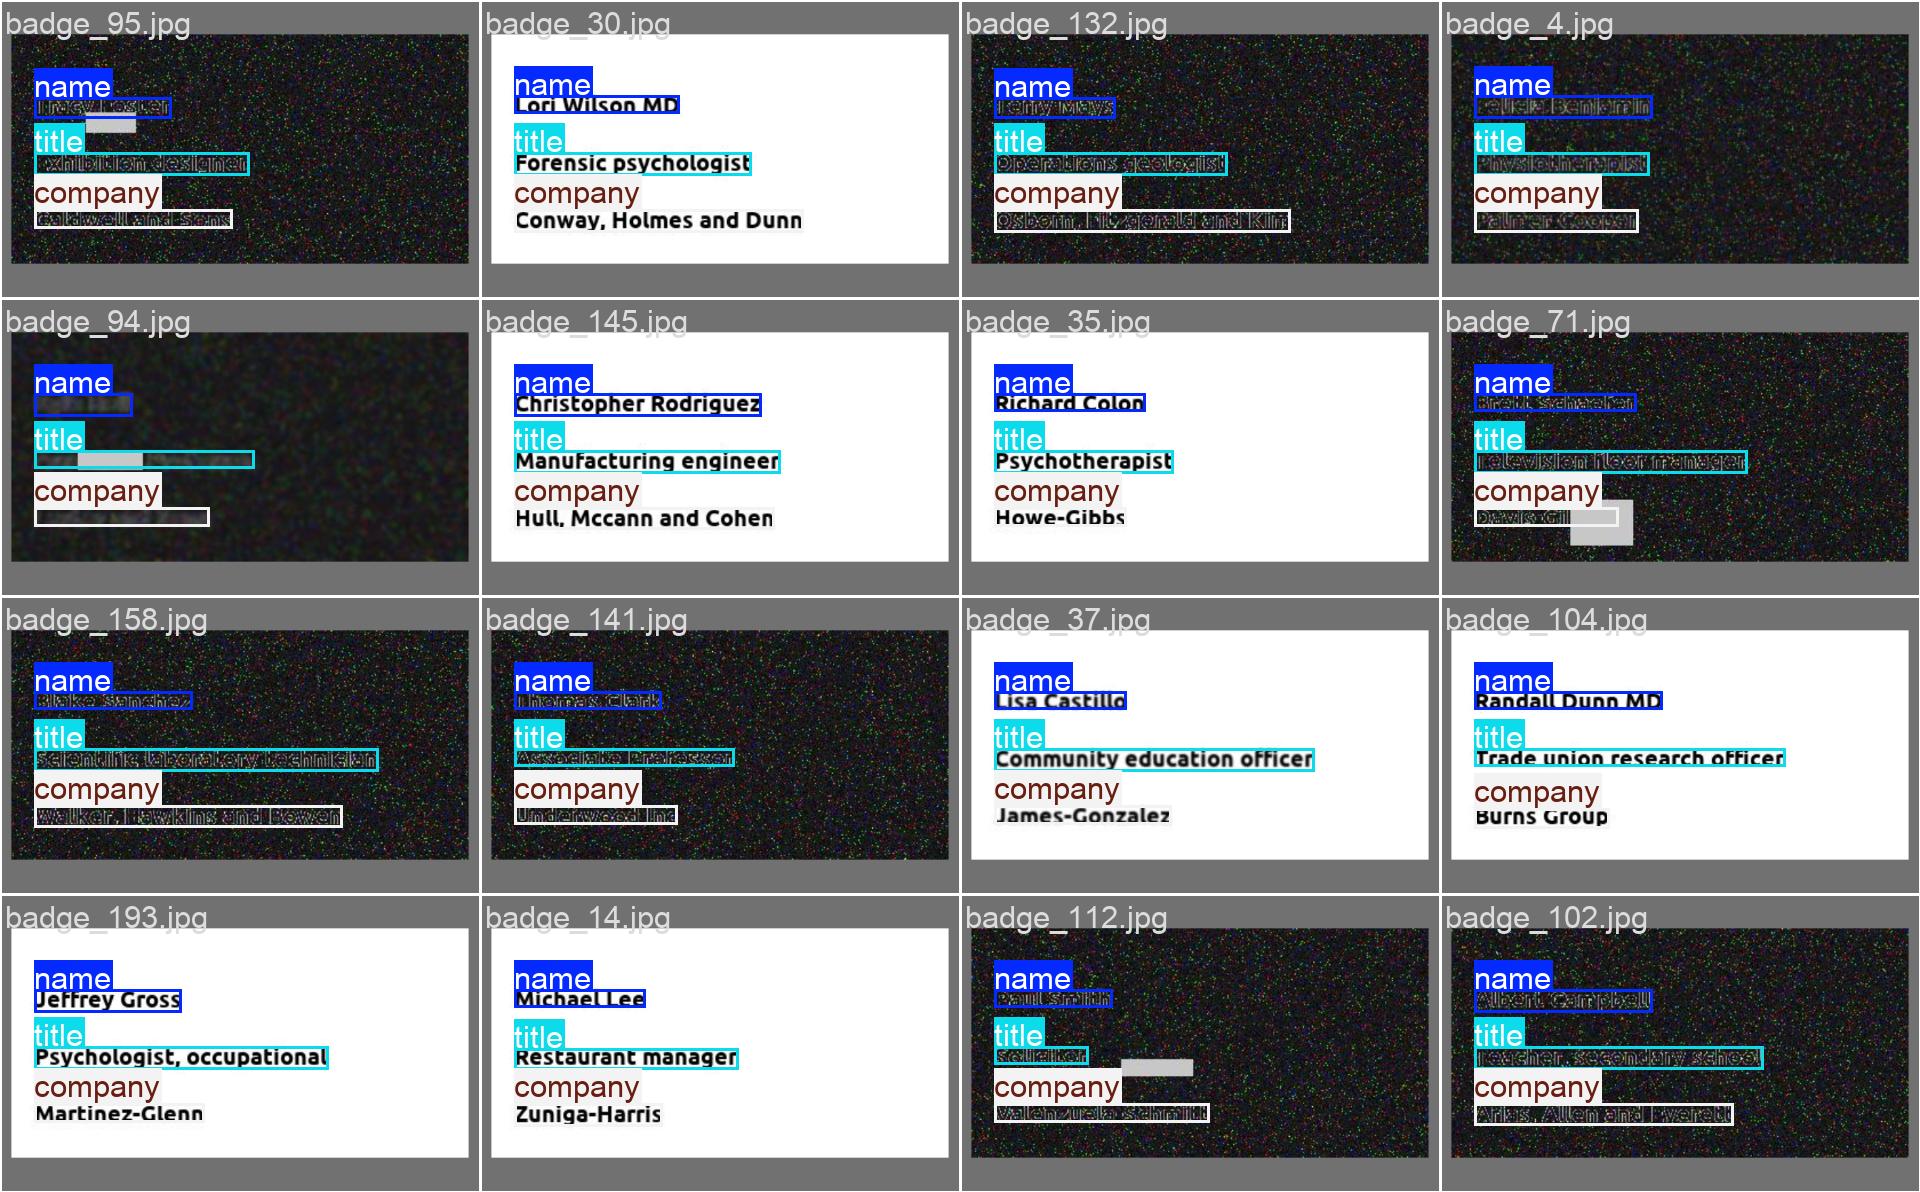 badge_95.jpg
name
Tracy Foster
title
Exhibition designer
company
Caldwell and Sons
badge_30.jpg
name
Lori Wilson MD
title
Forensic psychologist
company
Conway, Holmes and Dunn
badge_132.jpg
name
Terry Mays
title
Operations geologist
company
Osborn, Fitzgerald and Kim
badge_4.jpg
name
Felicia Benjamin
title
Physiotherapist
company
Palmer-Cooper
badge_94.jpg
name
title
company
badge_145.jpg
name
Christopher Rodriguez
title
Manufacturing engineer
company
Hull, Mccann and Cohen
badge_35.jpg
name
Richard Colon
title
Psychotherapist
company
Howe-Gibbs
badge_71.jpg
name
Brett Schaefer
title
Television floor manager
company
badge_158.jpg
name
Blake Sanchez
title
Scientific laboratory technician
company
Walker, Hawkins and Bowen
badge_141.jpg
name
Thomas Clark
title
Associate Professor
company
Underwood Inc
badge_37.jpg
name
Lisa Castillo
title
Community education officer
company
James-Gonzalez
badge_104.jpg
name
Randall Dunn MD
title
Trade union research officer
company
Burns Group
badge_193.jpg
name
Jeffrey Gross
title
Psychologist, occupational
company
Martinez-Glenn
badge_14.jpg
name
Michael Lee
title
Restaurant manager
company
Zuniga-Harris
badge_112.jpg
name
Paul Smith
title
Solicitor
company
Valenzuela-Schmitt
badge_102.jpg
name
Albert Campbell
title
Teacher, secondary school
company
Arias, Allen and Everett